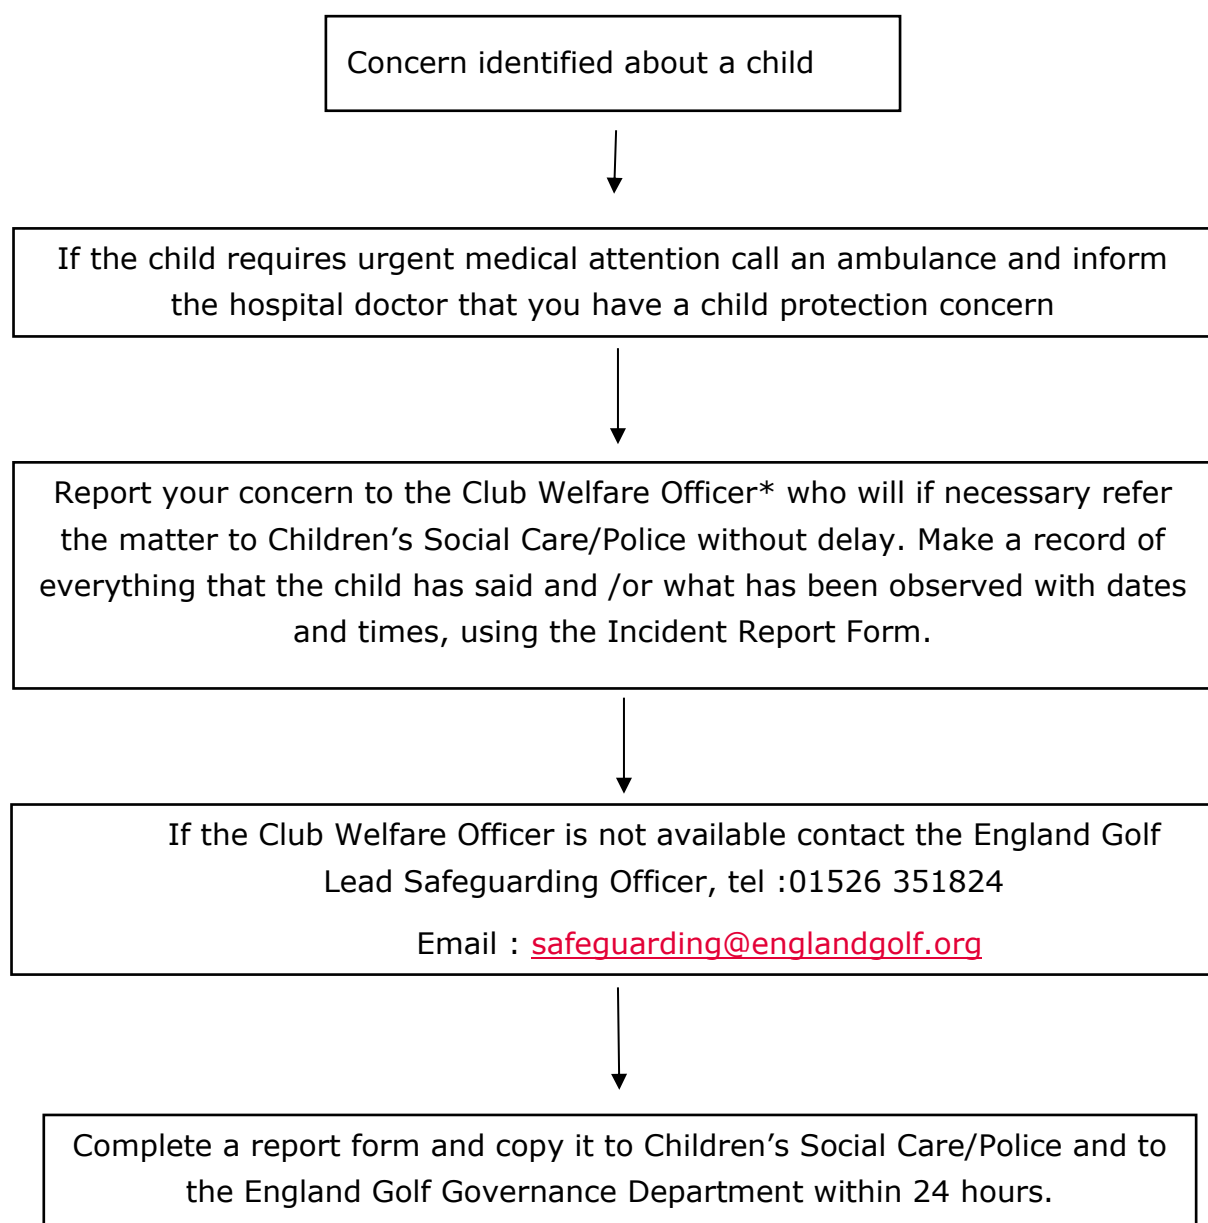 Concern identified about a child
If the child requires urgent medical attention call an ambulance and inform
the hospital doctor that you have a child protection concern
Report your concern to the Club Welfare Officer* who will if necessary refer
the matter to Children’s Social Care/Police without delay. Make a record of
everything that the child has said and /or what has been observed with dates
and times, using the Incident Report Form.
If the Club Welfare Officer is not available contact the England Golf
Lead Safeguarding Officer, tel :01526 351824
Email : safeguarding@englandgolf.org
Complete a report form and copy it to Children’s Social Care/Police and to
the England Golf Governance Department within 24 hours.